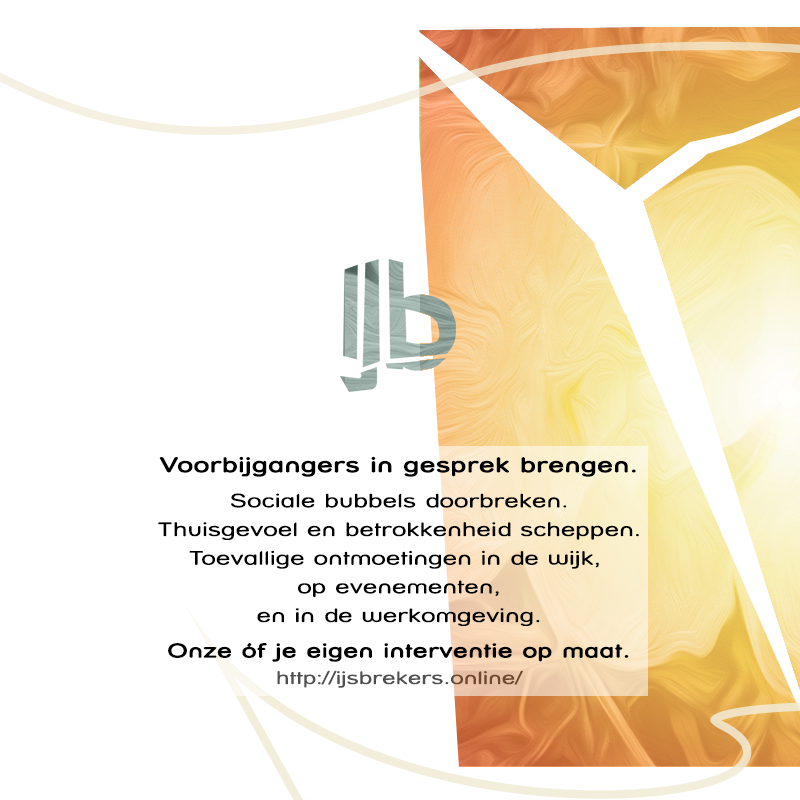 ijb
Voorbijgangers in gesprek brengen.
Sociale bubbels doorbreken.
Thuisgevoel en betrokkenheid scheppen.
Toevallige ontmoetingen in de wijk,
op evenementen,
en in de werkomgeving.
Onze óf je eigen interventie op maat.
http://ijsbrekers.online/